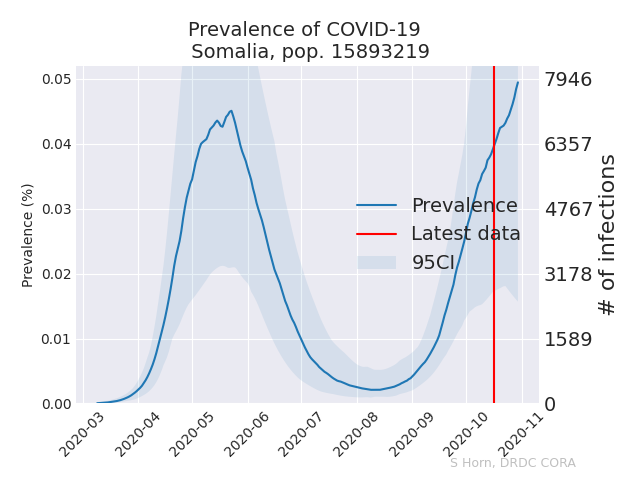 Prevalence of COVID-19
Somalia, pop. 15893219
0.05
0.04
0.03
0.02
0.01
0.00
Prevalence (%)
7946
6357
4767
3178
1589
0
# of infections
Prevalence
Latest data
95CI
2020-03
2020-04
2020-05
2020-06
2020-07
2020-08
2020-09
2020-10
2020-11
S Horn, DRDC CORA